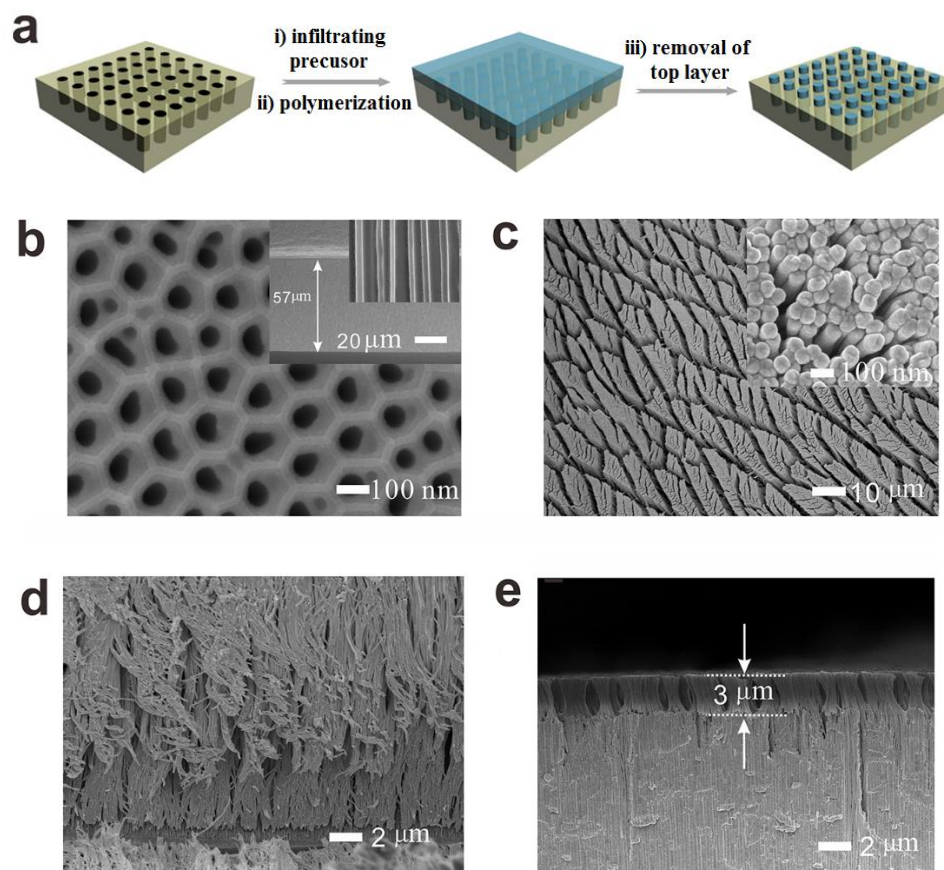 a
i) infiltrating
precusor
ii) polymerization
iii) removal of
top layer
b
57μm
20 μm
100 nm
c
100 nm
10 μm
d
2 μm
e
3 μm
2 μm